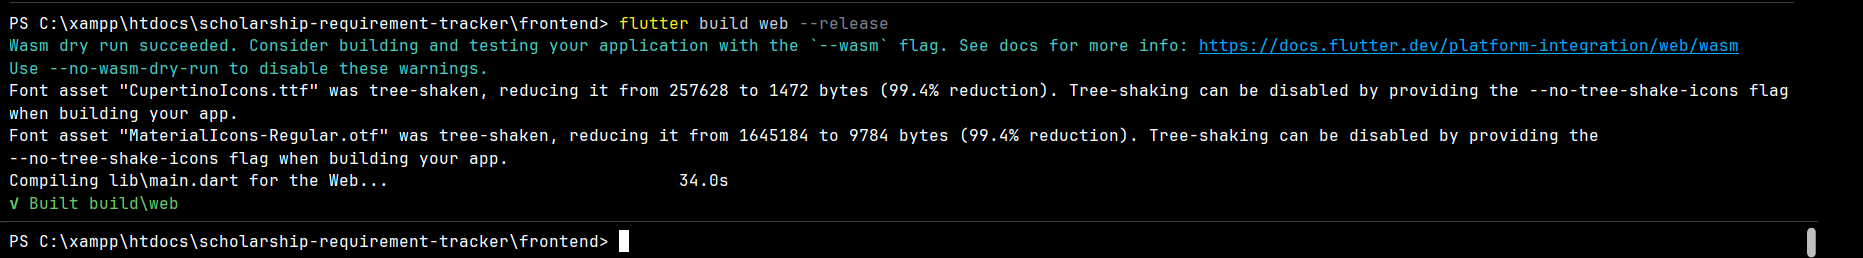 PS C:\xampp\htdocs\scholarship-requirement-tracker\frontend> flutter build web --release
Wasm dry run succeeded. Consider building and testing your application with the `--wasm` flag. See docs for more info: https://docs.flutter.dev/platform-integration/web/wasm
Use --no-wasm-dry-run to disable these warnings.
Font asset "CupertinoIcons.ttf" was tree-shaken, reducing it from 257628 to 1472 bytes (99.4% reduction). Tree-shaking can be disabled by providing the --no-tree-shake-icons flag
when building your app.
Font asset "MaterialIcons-Regular.otf" was tree-shaken, reducing it from 1645184 to 9784 bytes (99.4% reduction). Tree-shaking can be disabled by providing the
--no-tree-shake-icons flag when building your app.
Compiling lib\main.dart for the Web...                             34.0s
√ Built build\web
PS C:\xampp\htdocs\scholarship-requirement-tracker\frontend>